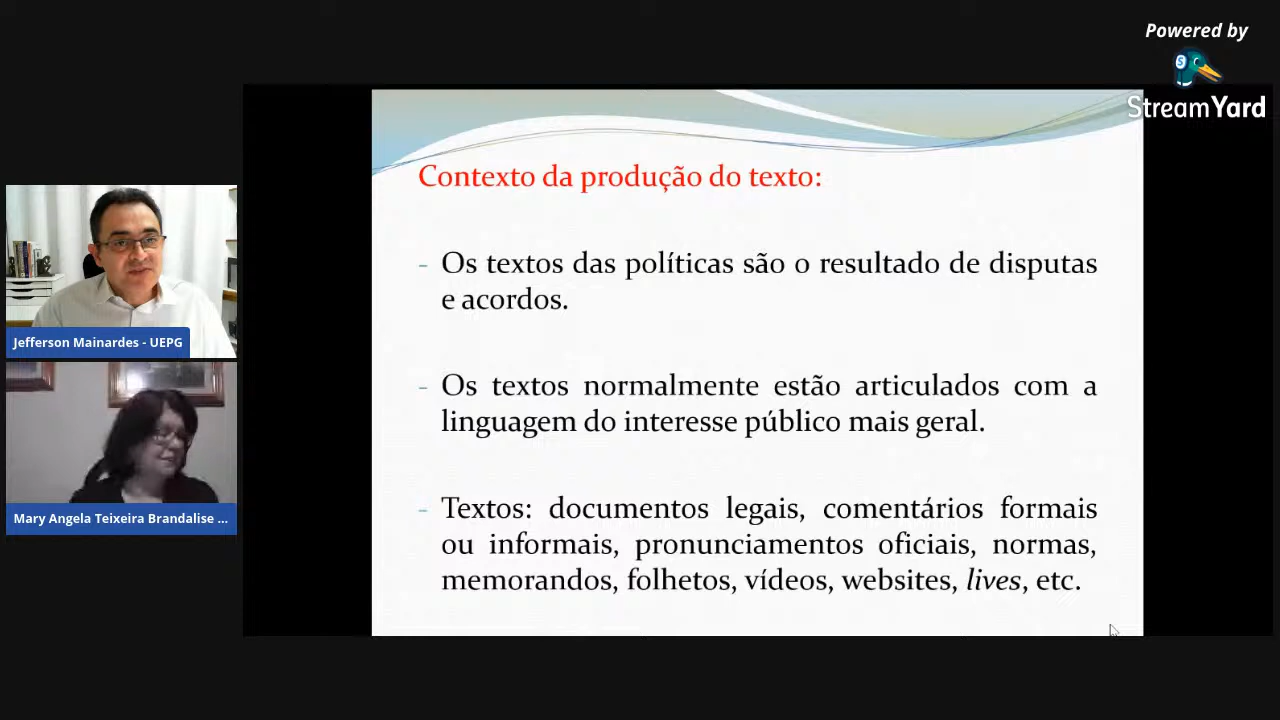 Powered by
StreamYard
Contexto da produção do texto:
- Os textos das políticas são o resultado de disputas
e acordos.
- Os textos normalmente estão articulados com a
linguagem do interesse público mais geral.
- Textos: documentos legais, comentários formais
ou informais, pronunciamentos oficiais, normas,
memorandos, folhetos, vídeos, websites, lives, etc.
Jefferson Mainardes - UEPG
Mary Angela Teixeira Brandalise ...